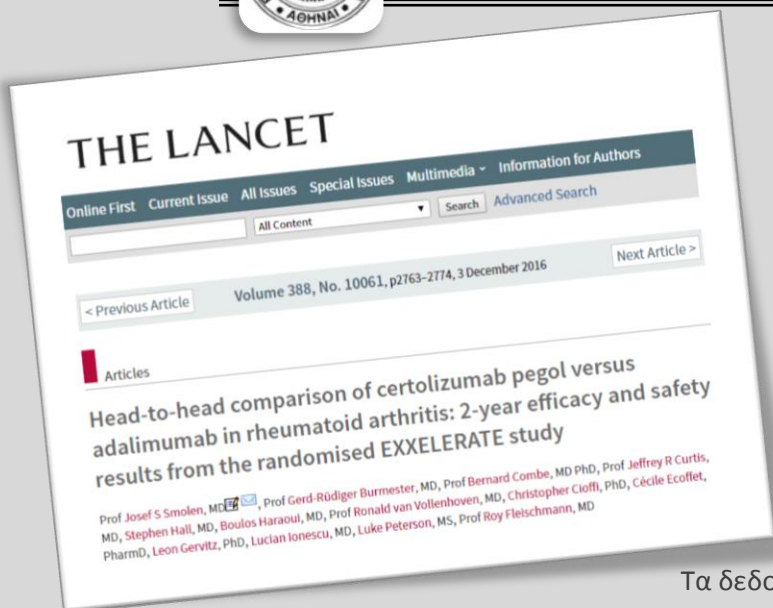 ΑΘΗΝΑΙ
THE LANCET
Online First Current Issue All Issues Special Issues Multimedia Information for Authors
All Content Search Advanced Search
< Previous Article Volume 388, No. 10061, p2763–2774, 3 December 2016 Next Article >
Articles
Head-to-head comparison of certolizumab pegol versus
adalimumab in rheumatoid arthritis: 2-year efficacy and safety
results from the randomised EXXELERATE study
Prof Josef S Smolen, MD, Prof Gerd-Rüdiger Burmester, MD, Prof Bernard Combe, MD PhD, Prof Jeffrey R Curtis,
MD, Stephen Hall, MD, Boulos Haraoui, MD, Prof Ronald van Vollenhoven, MD, Christopher Cioffi, PhD, Cécile Ecoffet,
PharmD, Leon Gervitz, PhD, Lucian Ionescu, MD, Luke Peterson, MS, Prof Roy Fleischmann, MD
Τα δεδο